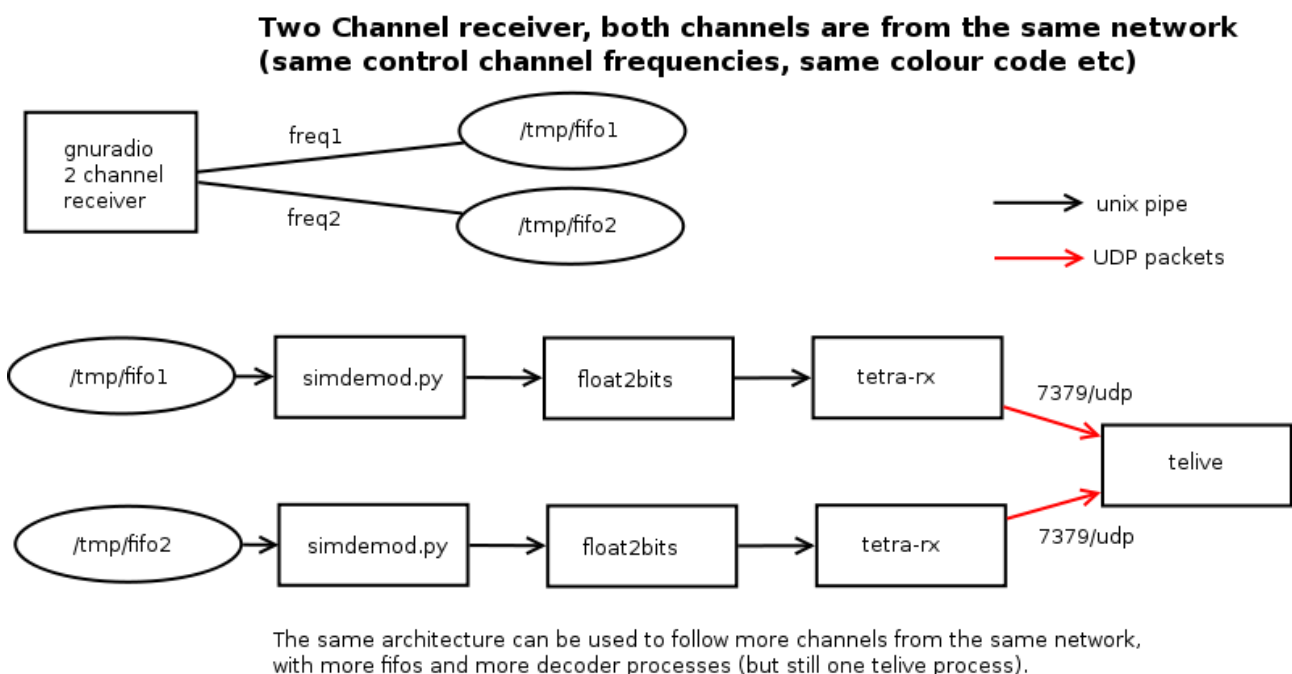 Two Channel receiver, both channels are from the same network
(same control channel frequencies, same colour code etc)
gnuradio
2 channel
receiver
freq1
/tmp/fifo1
freq2
/tmp/fifo2
unix pipe
UDP packets
/tmp/fifo1
simdemod.py
float2bits
tetra-rx
7379/udp
telive
/tmp/fifo2
simdemod.py
float2bits
tetra-rx
7379/udp
The same architecture can be used to follow more channels from the same network,
with more fifos and more decoder processes (but still one telive process).